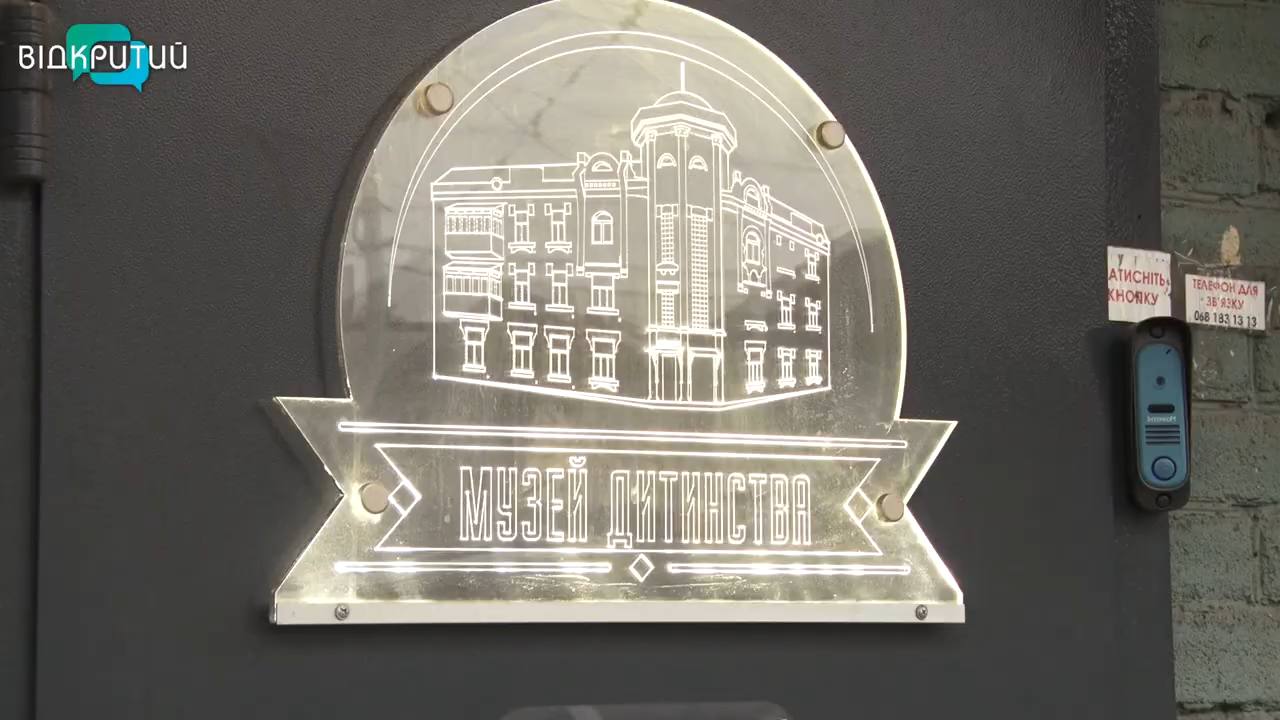 ВІДКРИТИЙ
МУЗЕЙ ДИТИНСТВА
АТИСНІТЬ
КНОПКУ
ТЕЛЕФОН ДЛЯ
ЗВ'ЯЗКУ
068 183 13 13